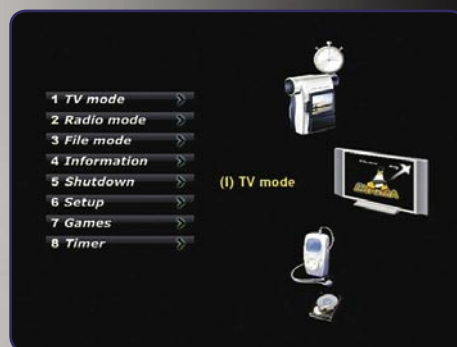 1 TV mode
2 Radio mode
3 File mode
4 Information
5 Shutdown
6 Setup
7 Games
8 Timer
(I) TV mode